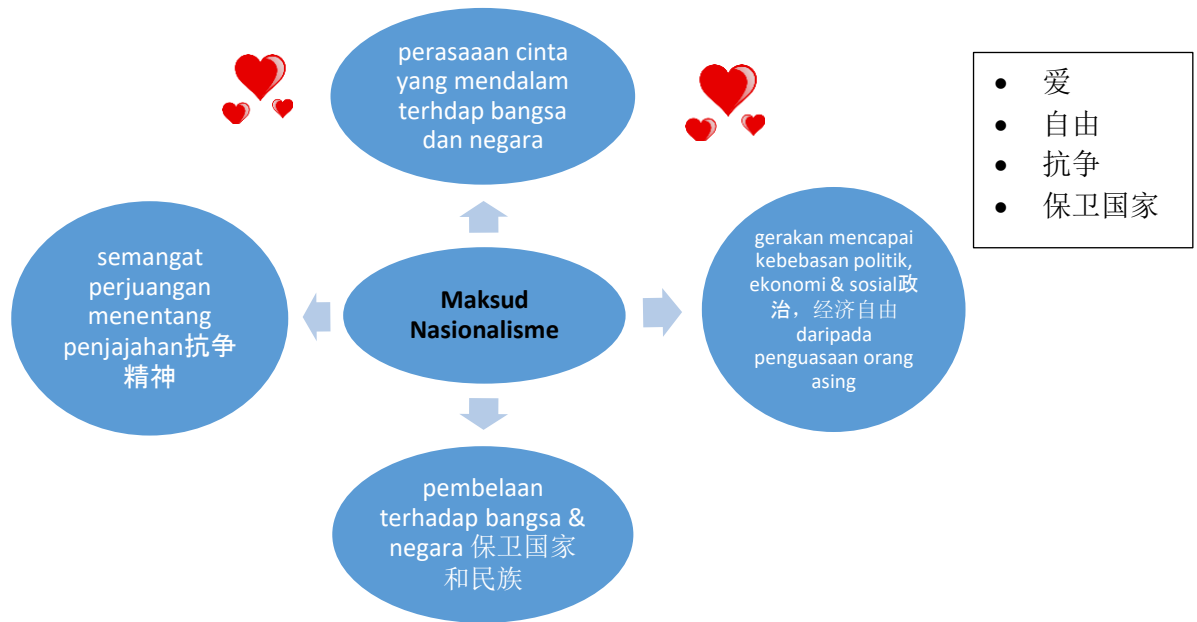 perasaaan cinta
yang mendalam
terhdap bangsa
dan negara
• 爱
• 自由
• 抗争
• 保卫国家
semangat
perjuangan
menentang
penjajahan抗争
精神
Maksud
Nasionalisme
gerakan mencapai
kebebasan politik,
ekonomi & sosial政
治，经济自由
daripada
penguasaan orang
asing
pembelaan
terhadap bangsa &
negara 保卫国家
和民族